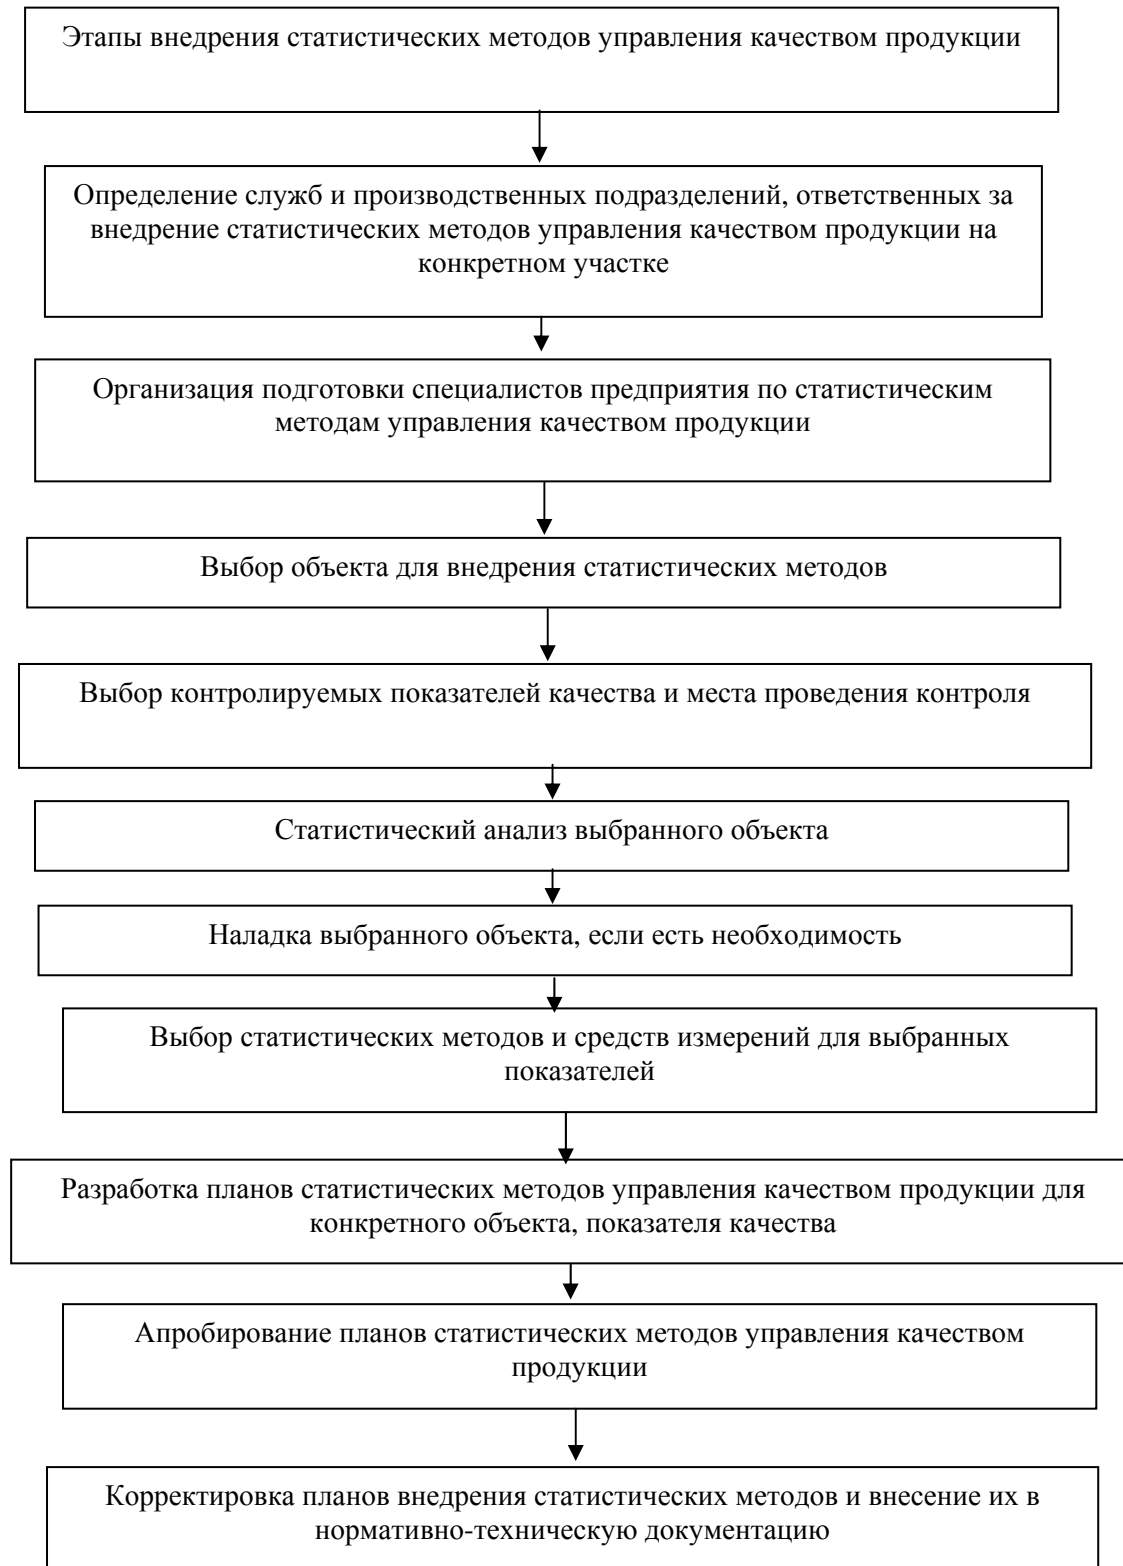 Этапы внедрения статистических методов управления качеством продукции
Определение служб и производственных подразделений, ответственных за
внедрение статистических методов управления качеством продукции на
конкретном участке
Организация подготовки специалистов предприятия по статистическим
методам управления качеством продукции
Выбор объекта для внедрения статистических методов
Выбор контролируемых показателей качества и места проведения контроля
Статистический анализ выбранного объекта
Наладка выбранного объекта, если есть необходимость
Выбор статистических методов и средств измерений для выбранных
показателей
Разработка планов статистических методов управления качеством продукции для
конкретного объекта, показателя качества
Апробирование планов статистических методов управления качеством
продукции
Корректировка планов внедрения статистических методов и внесение их в
нормативно-техническую документацию